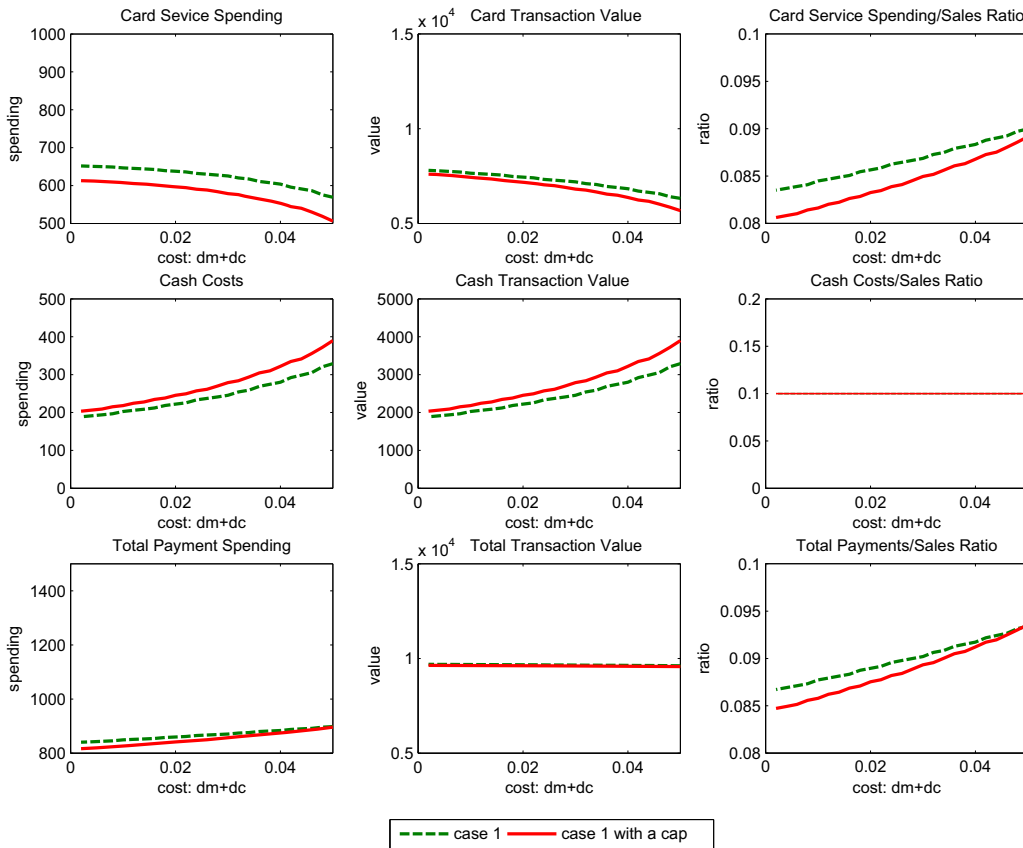 Card Sevice Spending
1000
900
800
700
600
500
spending
0 0.02 0.04
cost: dm+dc
Card Transaction Value
x 10^4
1.5
1
0.5
value
0 0.02 0.04
cost: dm+dc
Card Service Spending/Sales Ratio
0.1
0.095
0.09
0.085
0.08
ratio
0 0.02 0.04
cost: dm+dc
Cash Costs
500
400
300
200
100
0
spending
0 0.02 0.04
cost: dm+dc
Cash Transaction Value
5000
4000
3000
2000
1000
0
value
0 0.02 0.04
cost: dm+dc
Cash Costs/Sales Ratio
0.2
0.15
0.1
0.05
0
ratio
0 0.02 0.04
cost: dm+dc
Total Payment Spending
1400
1200
1000
800
spending
0 0.02 0.04
cost: dm+dc
Total Transaction Value
x 10^4
1.5
1
0.5
value
0 0.02 0.04
cost: dm+dc
Total Payments/Sales Ratio
0.1
0.095
0.09
0.085
0.08
ratio
0 0.02 0.04
cost: dm+dc
case 1 case 1 with a cap